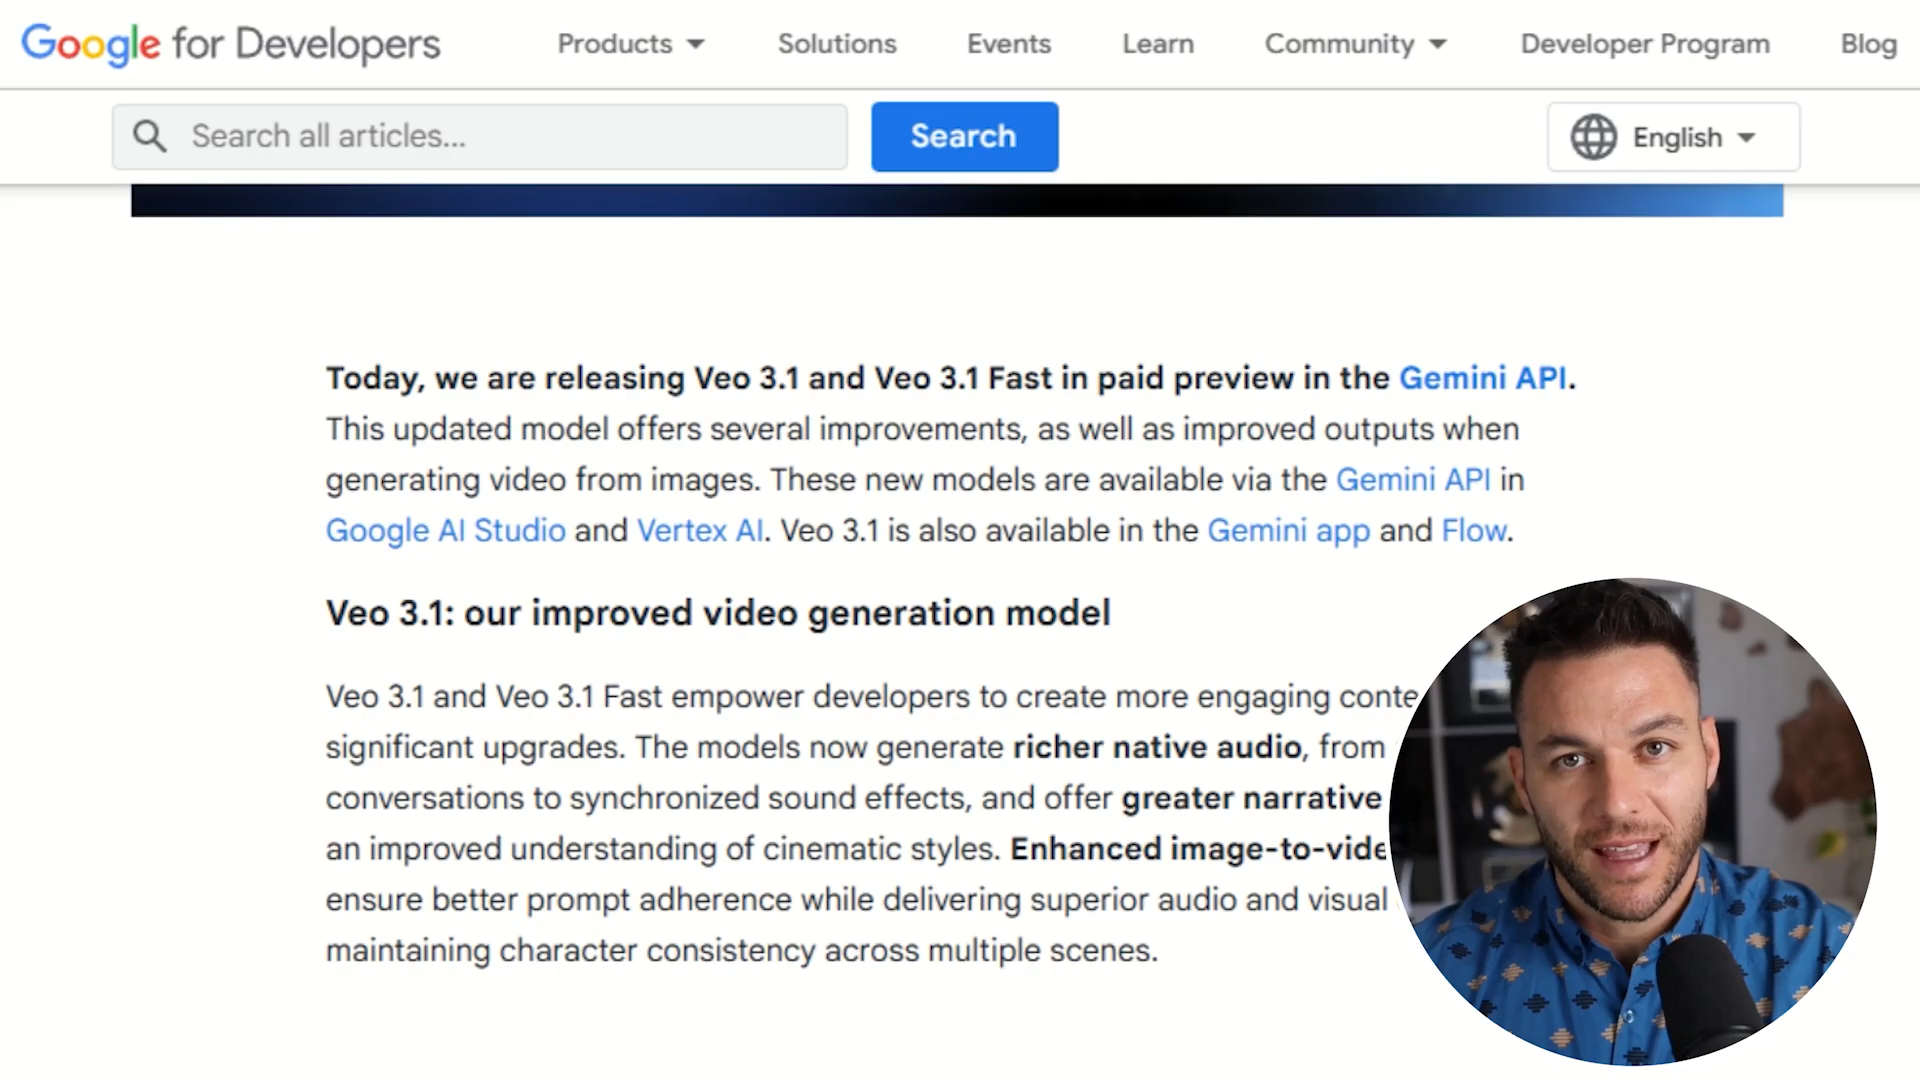 Google for Developers Products Solutions Events Learn Community Developer Program Blog
Search all articles... Search English
Today, we are releasing Veo 3.1 and Veo 3.1 Fast in paid preview in the Gemini API.
This updated model offers several improvements, as well as improved outputs when
generating video from images. These new models are available via the Gemini API in
Google AI Studio and Vertex AI. Veo 3.1 is also available in the Gemini app and Flow.
Veo 3.1: our improved video generation model
Veo 3.1 and Veo 3.1 Fast empower developers to create more engaging conte
significant upgrades. The models now generate richer native audio, from
conversations to synchronized sound effects, and offer greater narrative
an improved understanding of cinematic styles. Enhanced image-to-vide
ensure better prompt adherence while delivering superior audio and visual
maintaining character consistency across multiple scenes.